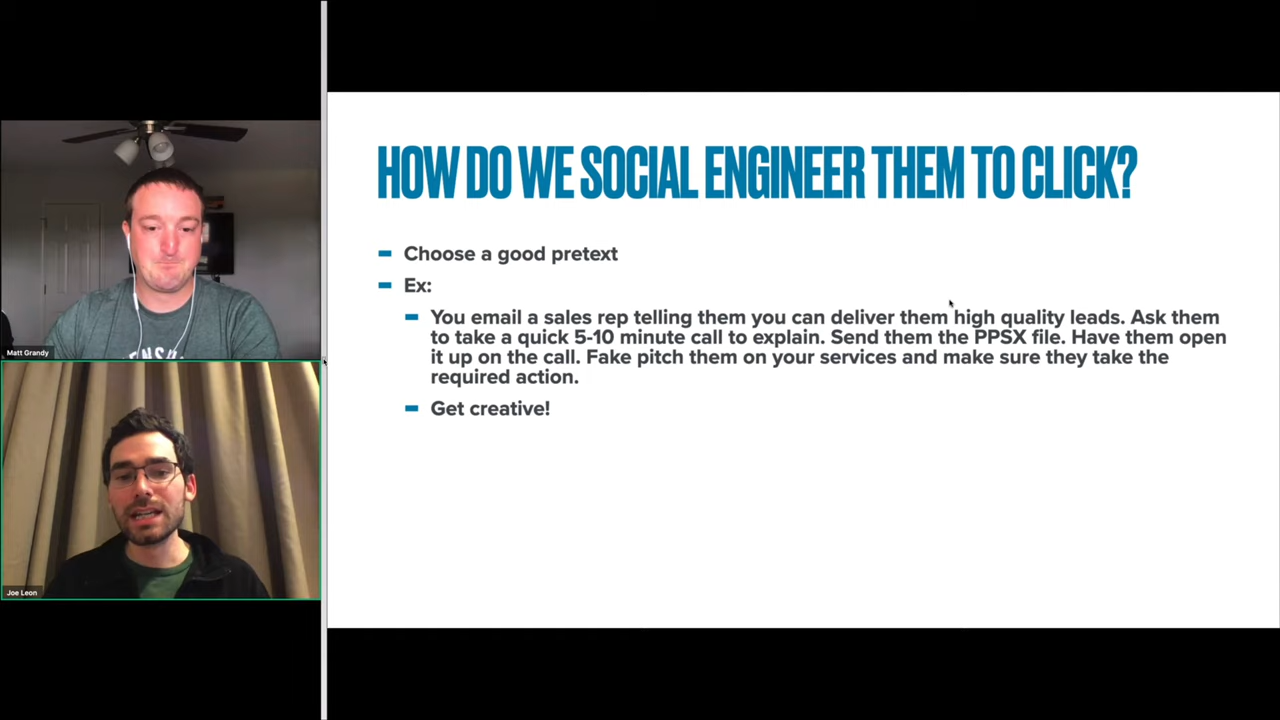 HOW DO WE SOCIAL ENGINEER THEM TO CLICK?
Choose a good pretext
Ex:
You email a sales rep telling them you can deliver them high quality leads. Ask them
to take a quick 5-10 minute call to explain. Send them the PPSX file. Have them open
it up on the call. Fake pitch them on your services and make sure they take the
required action.
Get creative!
Matt Grandy
Joe Leon